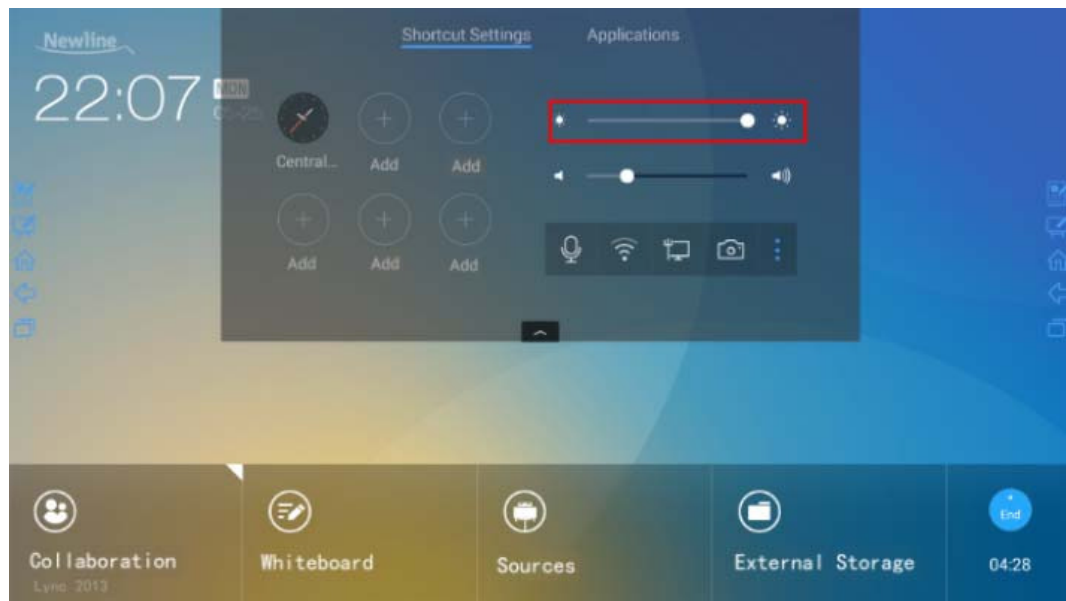 Newline
Shortcut Settings
Applications
22:07
MON
Central...
Add
Add
Add
Add
Add
Collaboration
Lync 2013
Whiteboard
Sources
External Storage
End
04:28